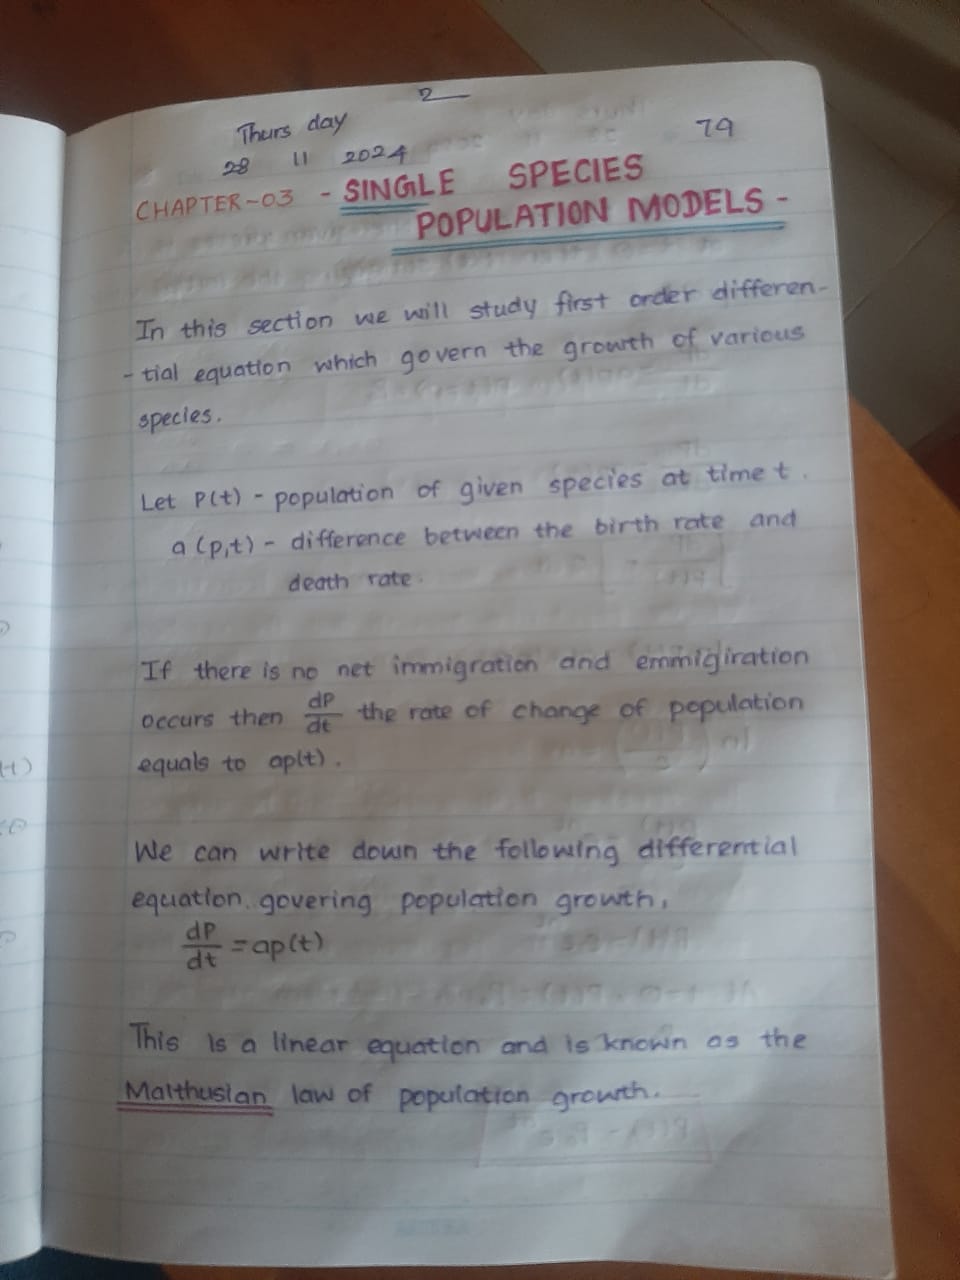 2
Thurs day
79
28 11 2024
CHAPTER-03 - SINGLE SPECIES
POPULATION MODELS -
In this section we will study first order differen-
- tial equation which govern the growth of various
species.
Let P(t) - population of given species at time t.
a (p,t) - difference between the birth rate and
death rate.
If there is no net immigration and emmigiration
occurs then dP/dt the rate of change of population
equals to ap(t).
We can write down the following differential
equation. govering population growth,
dP/dt = ap(t)
This is a linear equation and is known as the
Malthusian law of population growth.